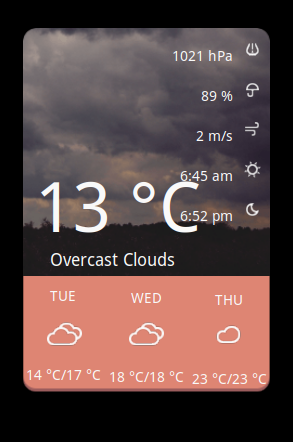 1021 hPa
89 %
2 m/s
6:45 am
13 °C
6:52 pm
Overcast Clouds
TUE WED THU
14 °C/17 °C 18 °C/18 °C 23 °C/23 °C